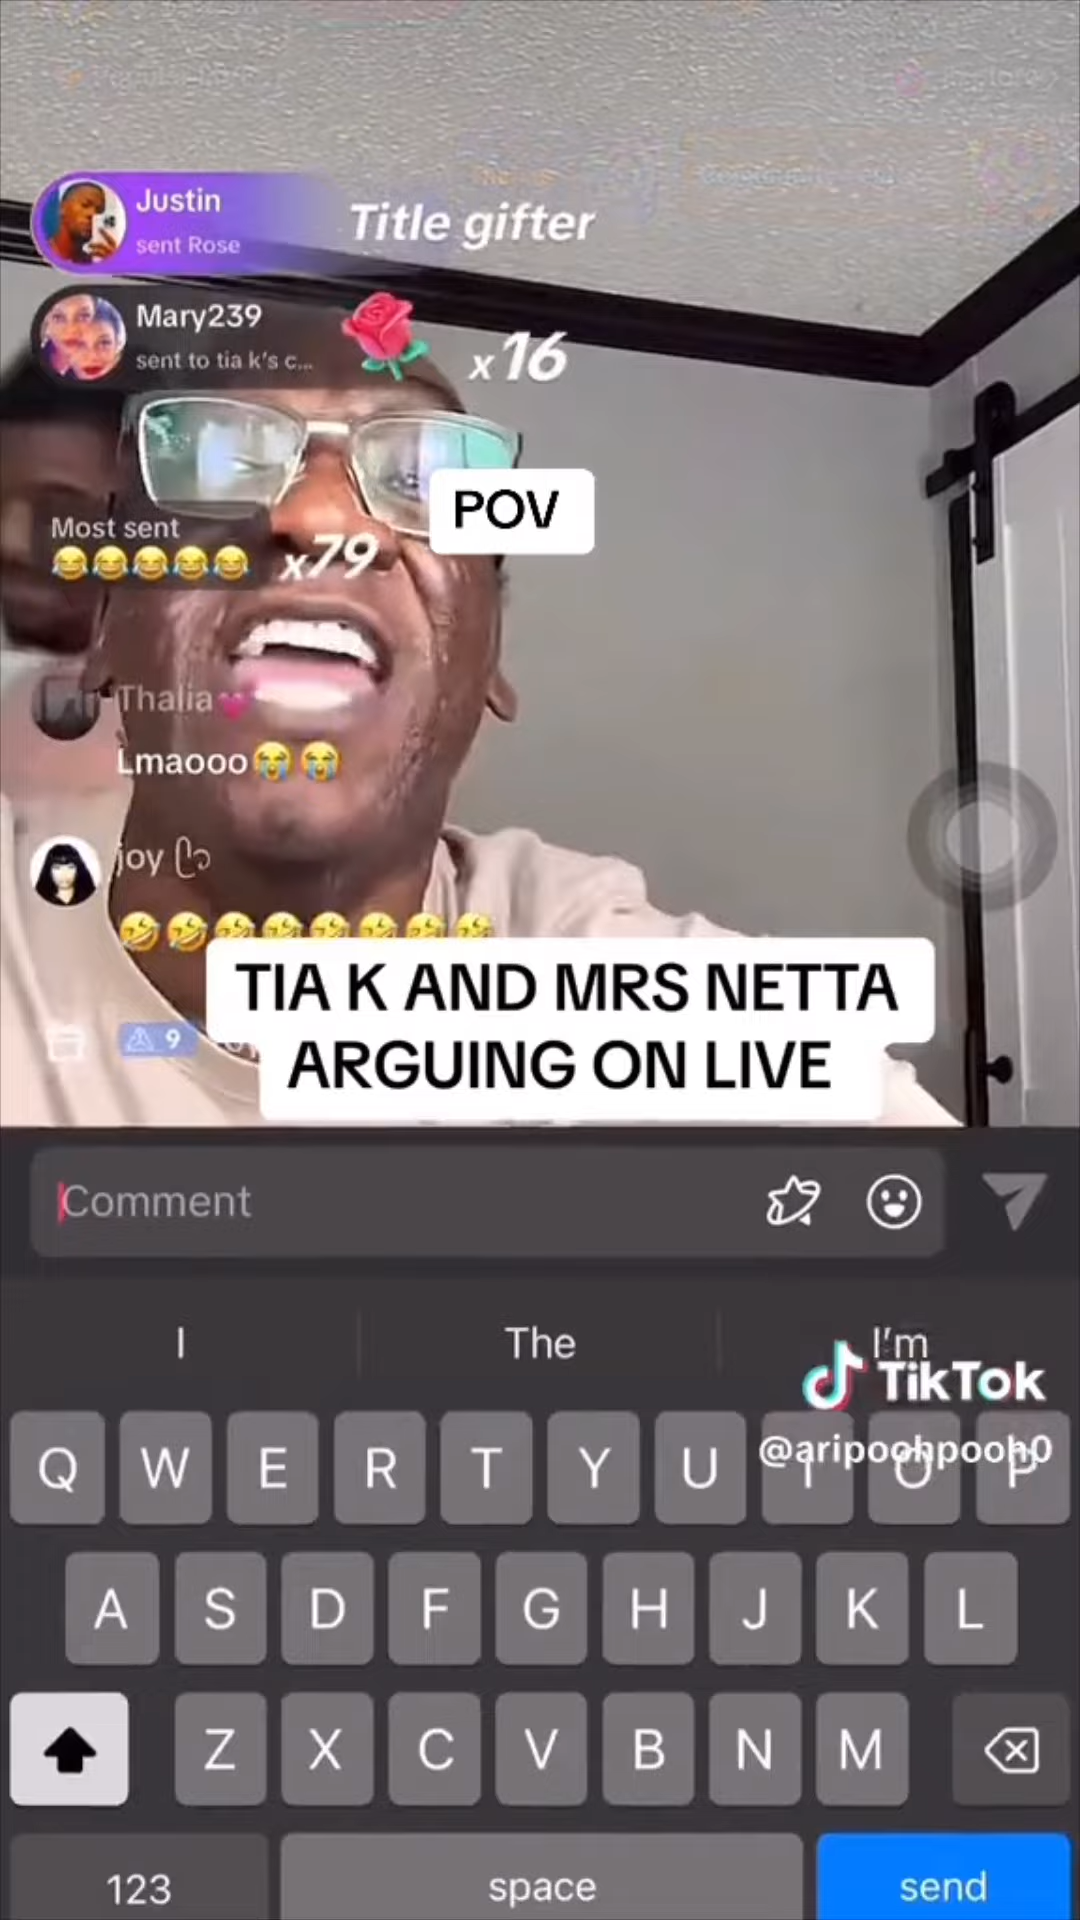 Justin
Title gifter
sent Rose
Mary239
sent to tia k's c...
x16
POV
Most sent
😂😂😂😂😂 x79
Thalia💗
Lmaooo😭😭
joy
🤣🤣🤣🤣🤣🤣🤣🤣
TIA K AND MRS NETTA
9
ARGUING ON LIVE
Comment
I The I'm
TikTok
@aripoohpooh0
Q W E R T Y U I O P
A S D F G H J K L
Z X C V B N M
123 space send